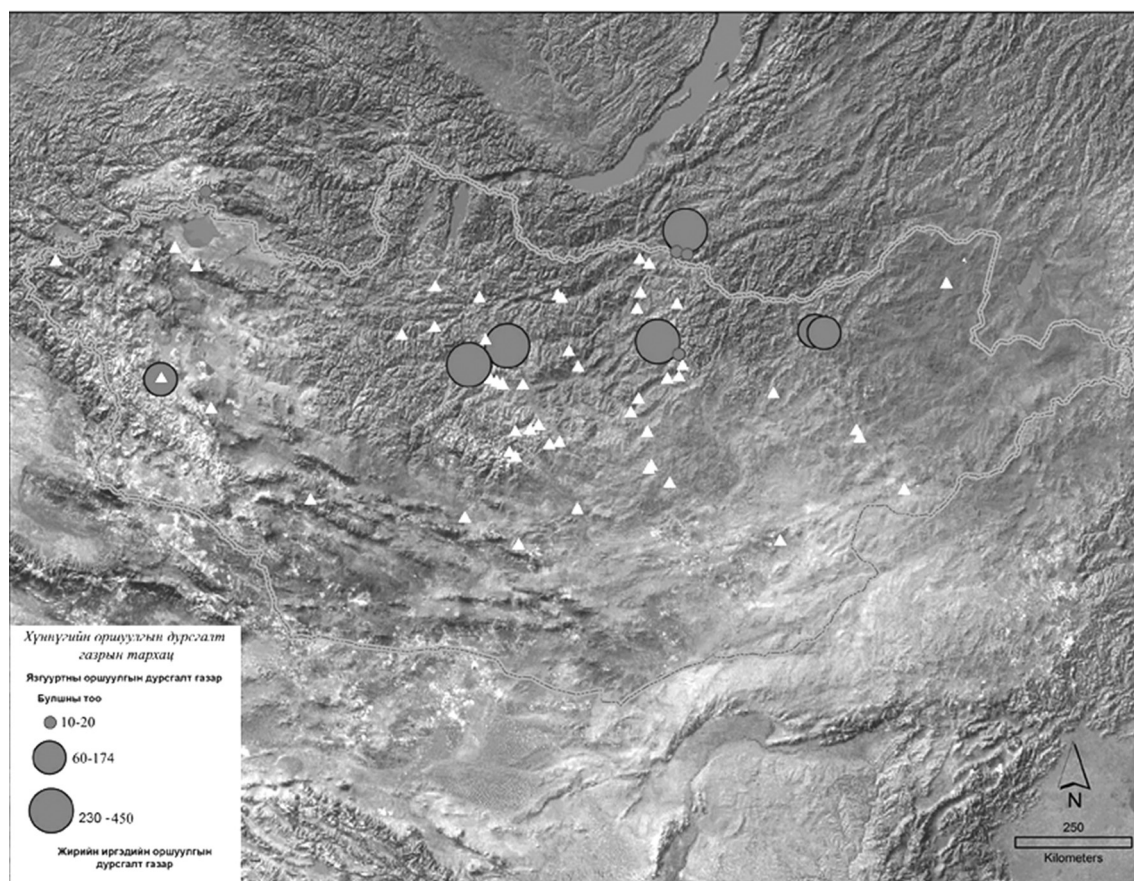 Хүннүгийн оршуулгын дурсгалт
газрын тархац
Язгууртны оршуулгын дурсгалт газар
Булшны тоо
10-20
60-174
230 -450
Жирийн иргэдийн оршуулгын
дурсгалт газар
N
250
Kilometers